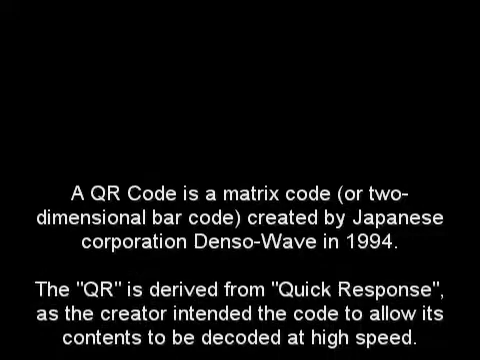 A QR Code is a matrix code (or two-
dimensional bar code) created by Japanese
corporation Denso-Wave in 1994.
The "QR" is derived from "Quick Response",
as the creator intended the code to allow its
contents to be decoded at high speed.